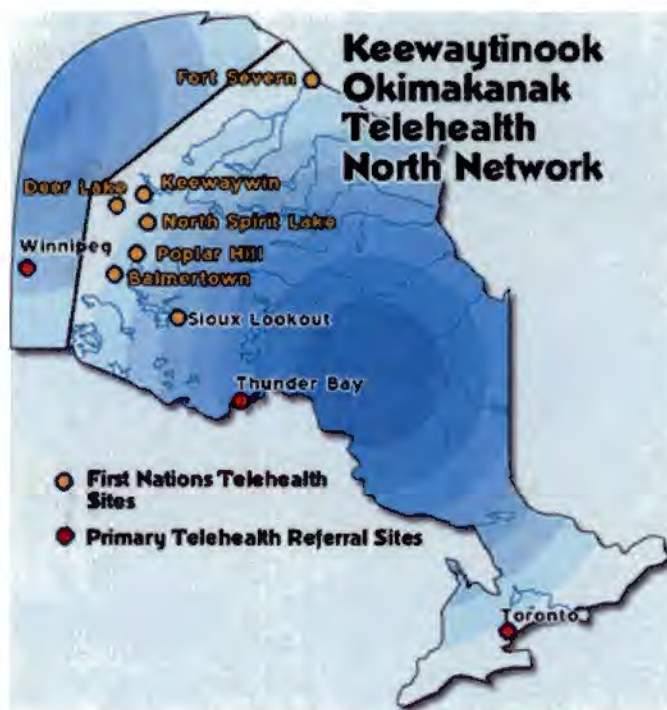 Keewaytinook
Okimakanak
Telehealth
North Network
Fort Severn
Deer Lake
Keewaywin
North Spirit Lake
Winnipeg
Poplar Hill
Balmertown
Sioux Lookout
Thunder Bay
First Nations Telehealth
Sites
Primary Telehealth Referral Sites
Toronto